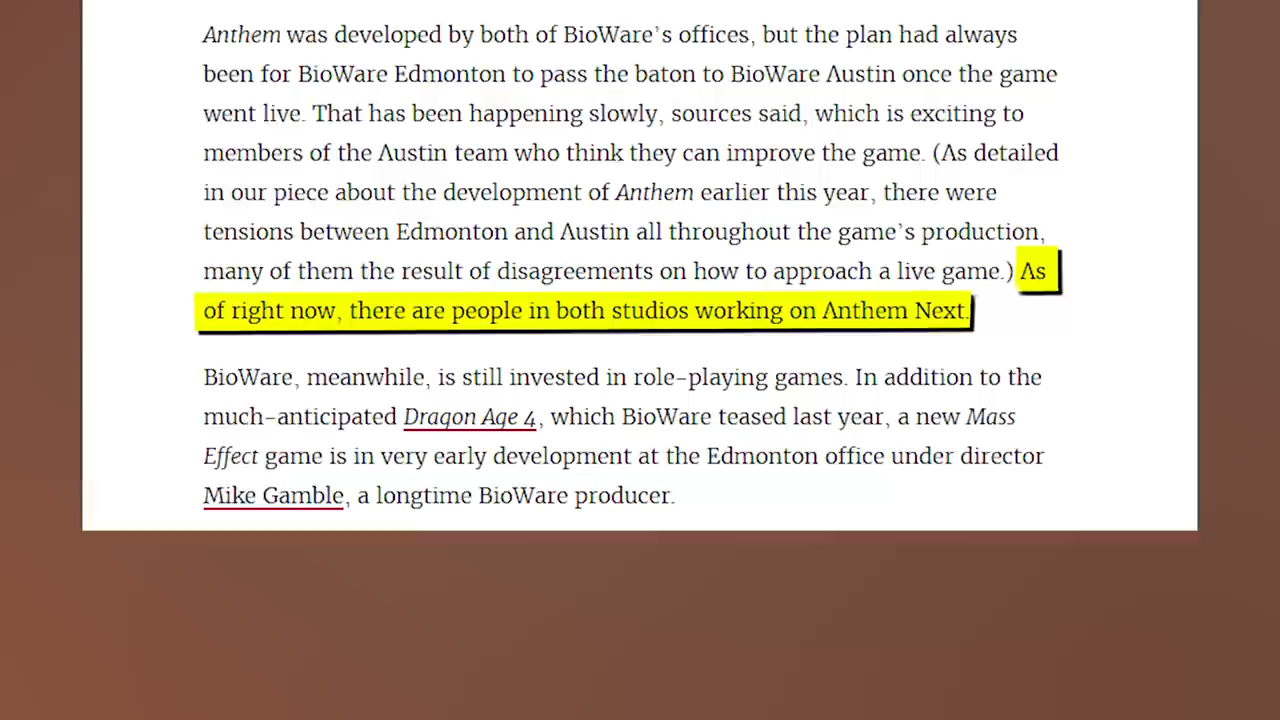 Anthem was developed by both of BioWare’s offices, but the plan had always
been for BioWare Edmonton to pass the baton to BioWare Austin once the game
went live. That has been happening slowly, sources said, which is exciting to
members of the Austin team who think they can improve the game. (As detailed
in our piece about the development of Anthem earlier this year, there were
tensions between Edmonton and Austin all throughout the game’s production,
many of them the result of disagreements on how to approach a live game.) As
of right now, there are people in both studios working on Anthem Next.
BioWare, meanwhile, is still invested in role-playing games. In addition to the
much-anticipated Dragon Age 4, which BioWare teased last year, a new Mass
Effect game is in very early development at the Edmonton office under director
Mike Gamble, a longtime BioWare producer.